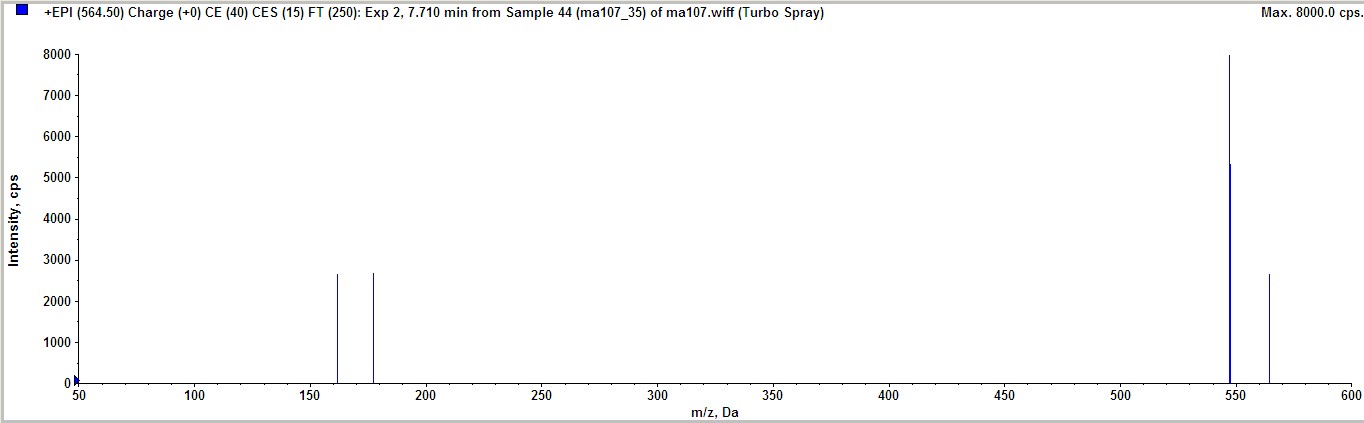 +EPI (564.50) Charge (+0) CE (40) CES (15) FT (250): Exp 2, 7.710 min from Sample 44 (ma107_35) of ma107.wiff (Turbo Spray)
Max. 8000.0 cps.
Intensity, cps
8000
7000
6000
5000
4000
3000
2000
1000
0
50 100 150 200 250 300 350 400 450 500 550 600
m/z, Da